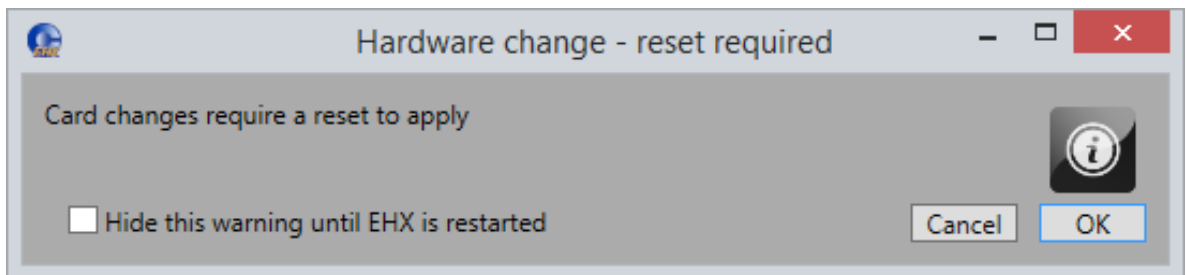 Hardware change - reset required
Card changes require a reset to apply
Hide this warning until EHX is restarted
Cancel
OK